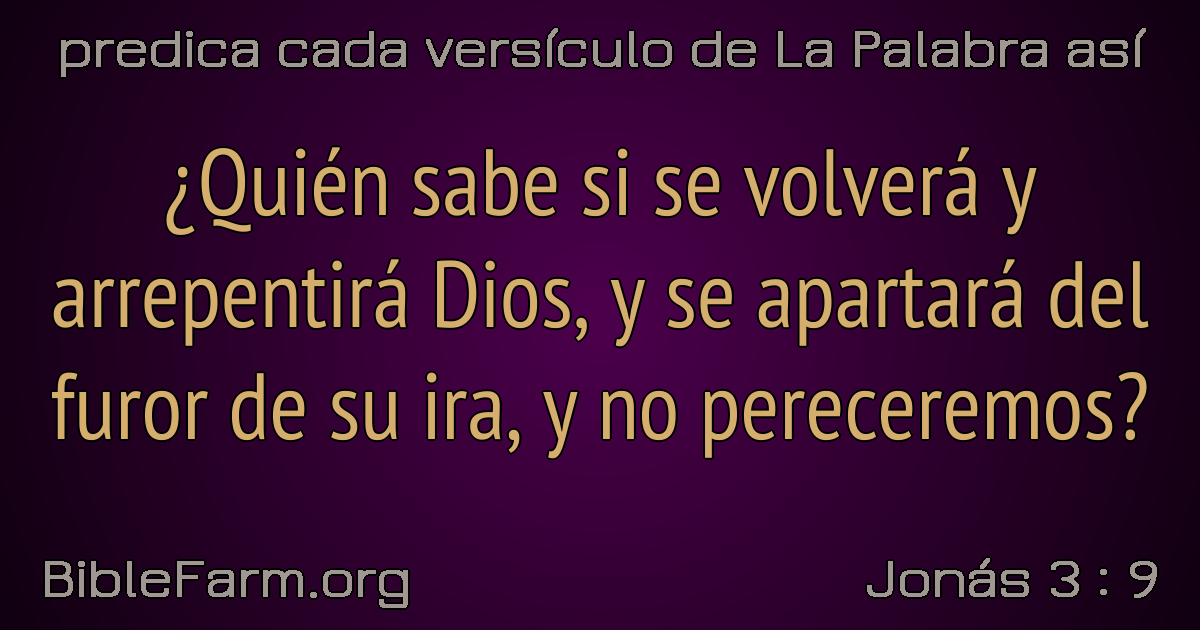 predica cada versículo de La Palabra así
¿Quién sabe si se volverá y
arrepentirá Dios, y se apartará del
furor de su ira, y no pereceremos?
BibleFarm.org
Jonás 3 : 9